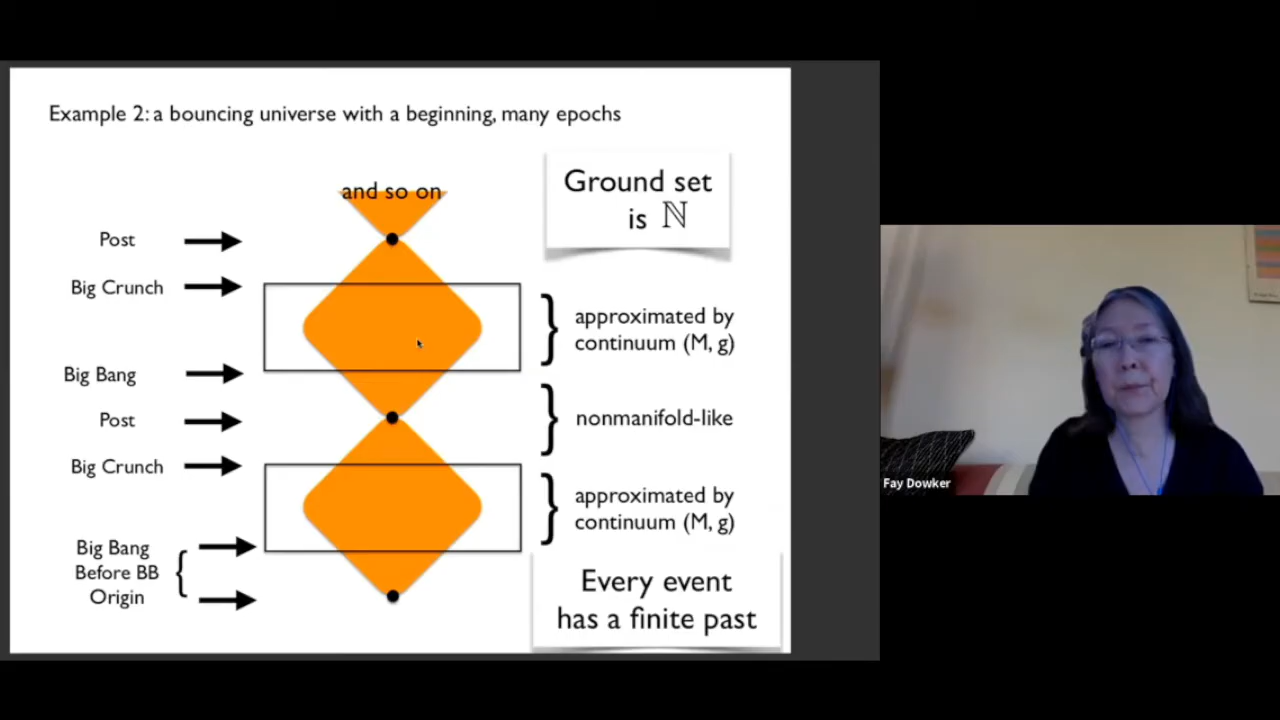 Example 2: a bouncing universe with a beginning, many epochs
and so on
Ground set
is ℕ
Post
Big Crunch
approximated by
continuum (M, g)
Big Bang
Post
nonmanifold-like
Big Crunch
approximated by
continuum (M, g)
Big Bang
Before BB
Origin
Every event
has a finite past
Fay Dowker